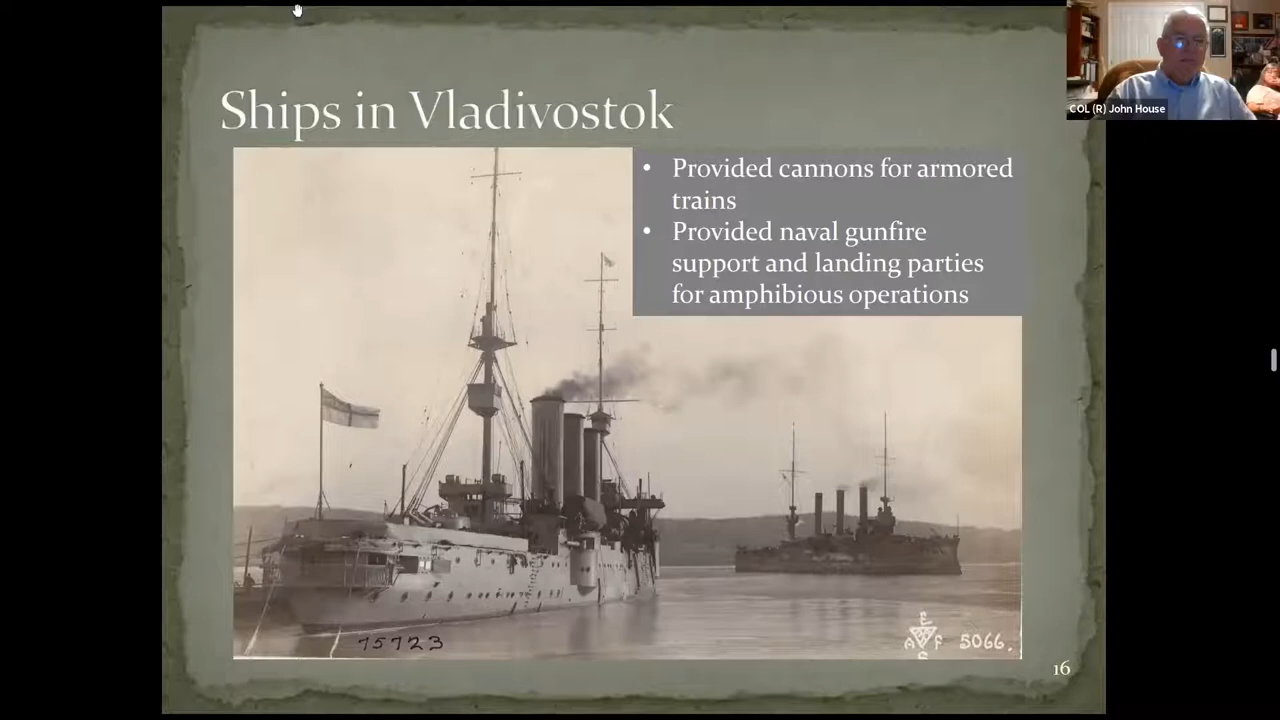 Ships in Vladivostok
COL (R) John House
• Provided cannons for armored
trains
• Provided naval gunfire
support and landing parties
for amphibious operations
75723
E
A F 5066.
S
16